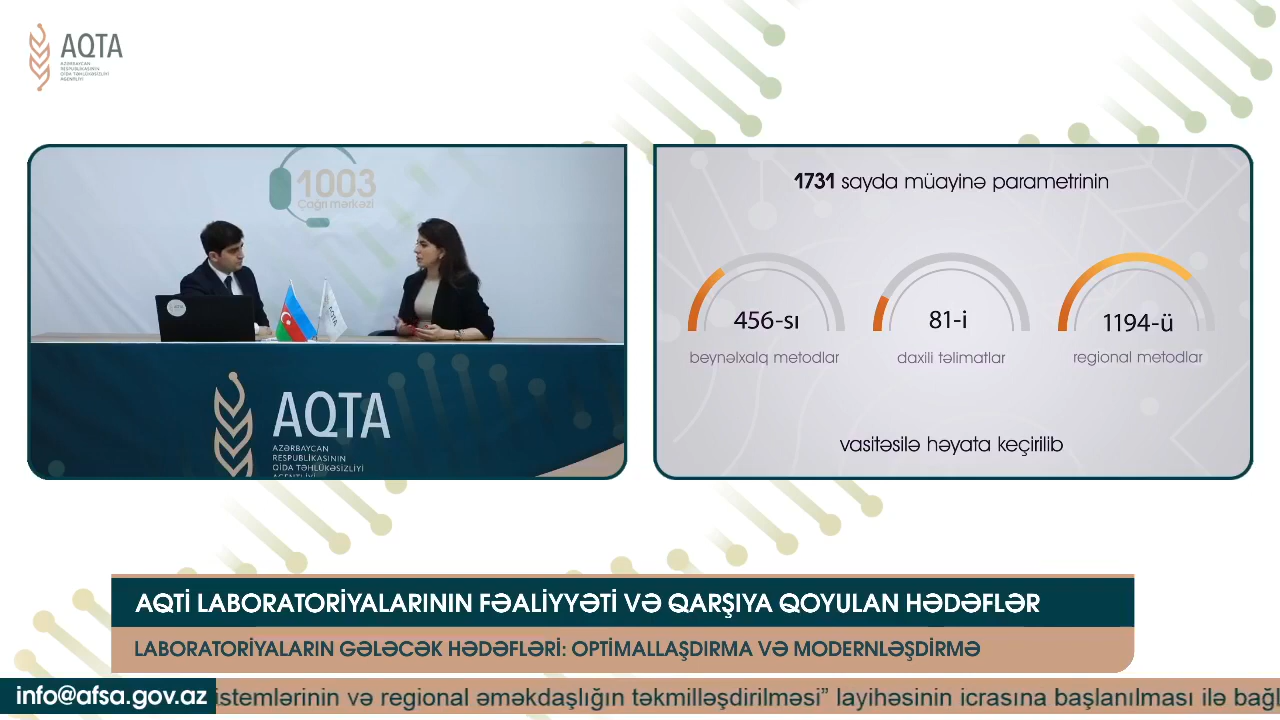 AQTA
AZƏRBAYCAN
RESPUBLİKASININ
QİDA TƏHLÜKƏSİZLİYİ
AGENTLİYİ
1003
Çağrı mərkəzi
AQTA
AQTA
AZƏRBAYCAN
RESPUBLİKASININ
QİDA TƏHLÜKƏSİZLİYİ
AGENTLİYİ
1731 sayda müayinə parametrinin
456-sı
81-i
1194-ü
beynəlxalq metodlar
daxili təlimatlar
regional metodlar
vasitəsilə həyata keçirilib
AQTİ LABORATORİYALARININ FƏALİYYƏTİ VƏ QARŞIYA QOYULAN HƏDƏFLƏR
LABORATORİYALARIN GƏLƏCƏK HƏDƏFLƏRİ: OPTİMALLAŞDIRMA VƏ MODERNLƏŞDİRMƏ
info@afsa.gov.az
istemlərinin və regional əməkdaşlığın təkmilləşdirilməsi” layihəsinin icrasına başlanılması ilə bağl